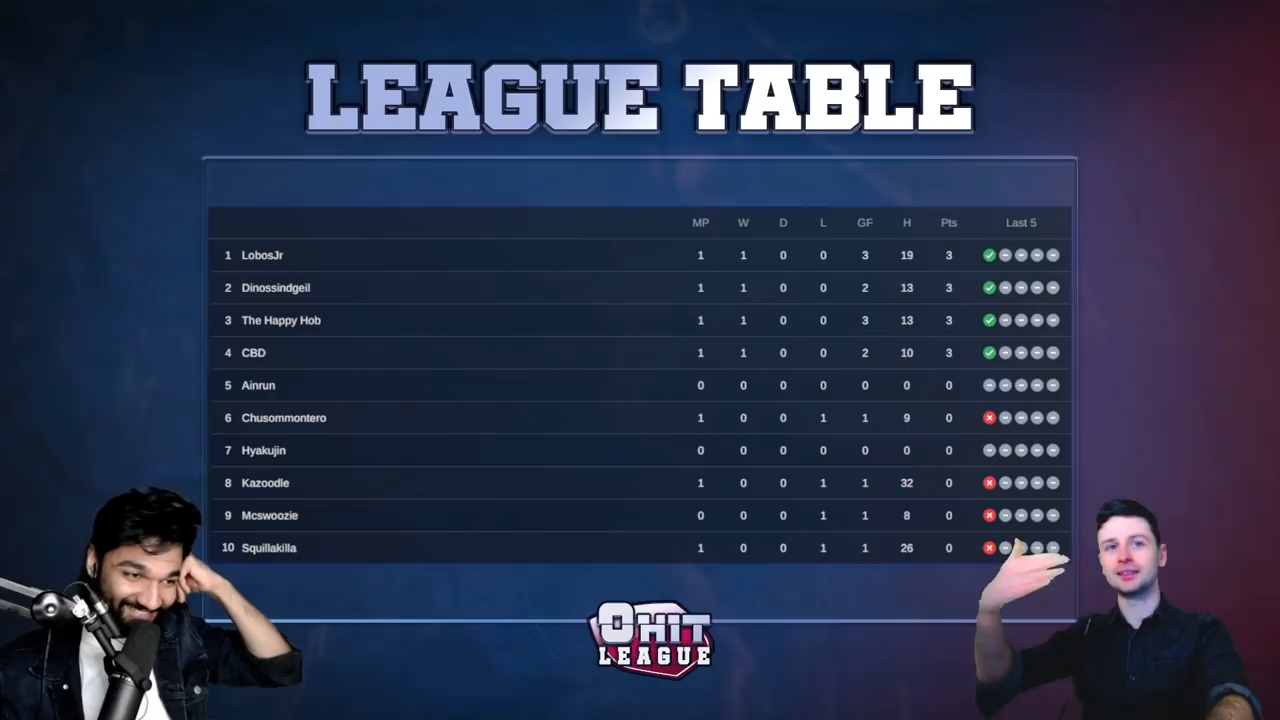 LEAGUE TABLE
MP W D L GF H Pts Last 5
1 LobosJr 1 1 0 0 3 19 3
2 Dinossindgeil 1 1 0 0 2 13 3
3 The Happy Hob 1 1 0 0 3 13 3
4 CBD 1 1 0 0 2 10 3
5 Ainrun 0 0 0 0 0 0 0
6 Chusommontero 1 0 0 1 1 9 0
7 Hyakujin 0 0 0 0 0 0 0
8 Kazoodle 1 0 0 1 1 32 0
9 Mcswoozie 0 0 0 1 1 8 0
10 Squillakilla 1 0 0 1 1 26 0
0HIT
LEAGUE